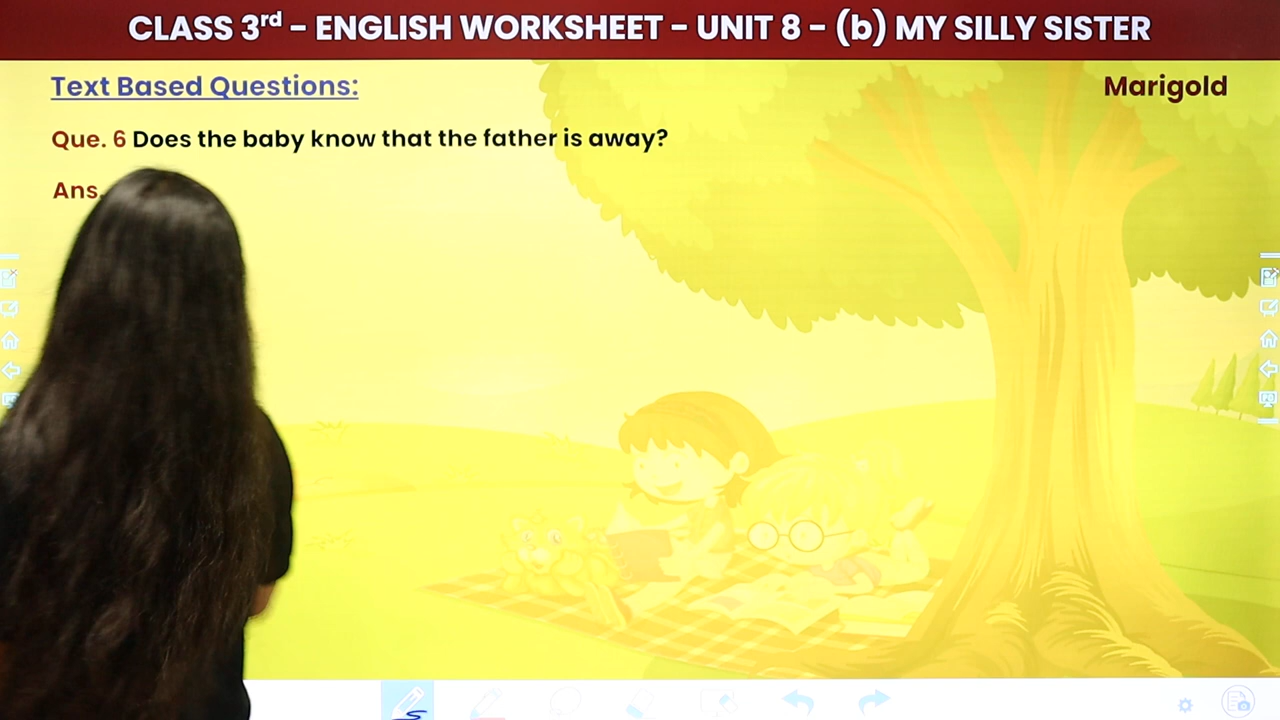 CLASS 3rd – ENGLISH WORKSHEET – UNIT 8 – (b) MY SILLY SISTER
Text Based Questions:
Marigold
Que. 6 Does the baby know that the father is away?
Ans.